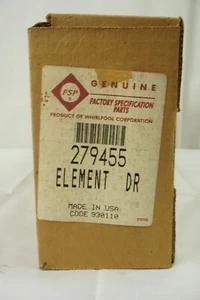 GENUINE
FSP
FACTORY SPECIFICATION
PARTS
PRODUCT OF WHIRLPOOL CORPORATION
279455
ELEMENT DR
MADE IN USA
CODE 930110